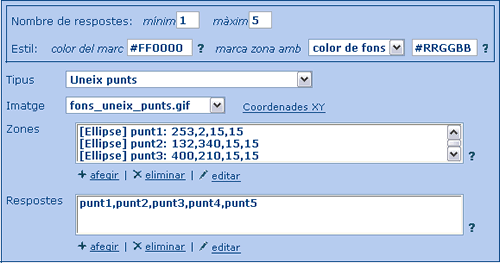 Nombre de respostes: mínim 1 màxim 5
Estil: color del marc #FF0000 ? marca zona amb color de fons #RRGGBB
Tipus Uneix punts
Imatge fons_uneix_punts.gif Coordenades XY
Zones [Ellipse] punt1: 253,2,15,15
[Ellipse] punt2: 132,340,15,15
[Ellipse] punt3: 400,210,15,15
?
+ afegir | × eliminar | editar
Respostes punt1,punt2,punt3,punt4,punt5
?
+ afegir | × eliminar | editar